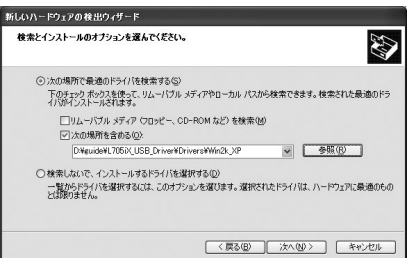 新しいハードウェアの検出ウィザード
検索とインストールのオプションを選んでください。
次の場所で最適のドライバを検索する(S)
下のチェック ボックスを使って、リムーバブル メディアやローカル パスから検索できます。検索された最適のドラ
イバがインストールされます。
リムーバブル メディア (フロッピー、CD-ROM など) を検索(M)
次の場所を含める(O):
D:¥guide¥L705iX_USB_Driver¥Drivers¥Win2k_XP
参照(R)
検索しないで、インストールするドライバを選択する(D)
一覧からドライバを選択するには、このオプションを選びます。選択されたドライバは、ハードウェアに最適のもの
とは限りません。
< 戻る(B)
次へ(N) >
キャンセル